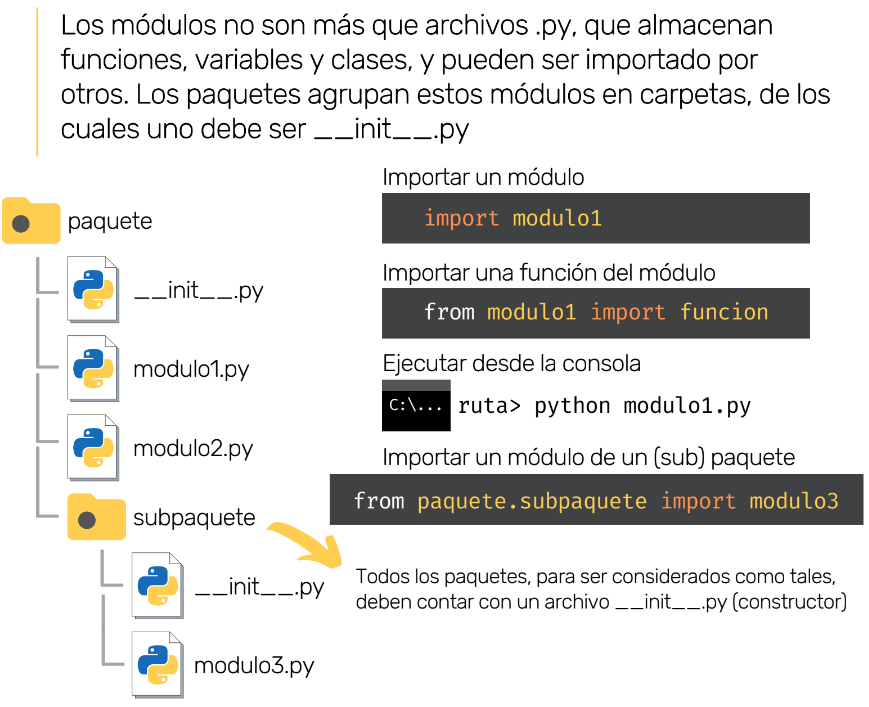 Los módulos no son más que archivos .py, que almacenan
funciones, variables y clases, y pueden ser importado por
otros. Los paquetes agrupan estos módulos en carpetas, de los
cuales uno debe ser __init__.py
paquete
__init__.py
modulo1.py
modulo2.py
subpaquete
__init__.py
modulo3.py
Importar un módulo
import modulo1
Importar una función del módulo
from modulo1 import funcion
Ejecutar desde la consola
C:\... ruta> python modulo1.py
Importar un módulo de un (sub) paquete
from paquete.subpaquete import modulo3
Todos los paquetes, para ser considerados como tales,
deben contar con un archivo __init__.py (constructor)